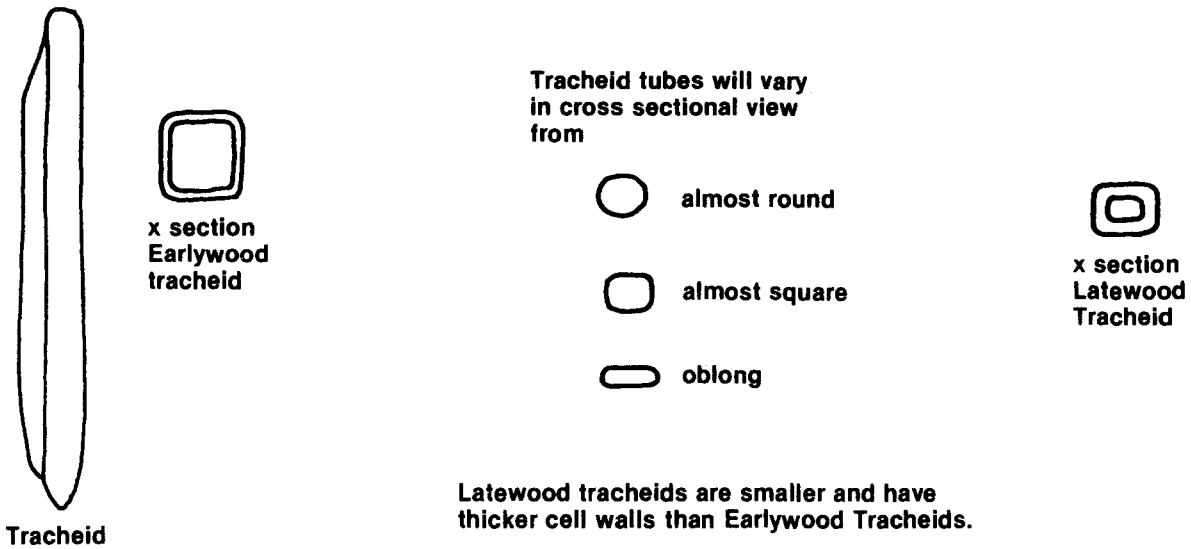 Tracheid tubes will vary
in cross sectional view
from
x section
Earlywood
tracheid
almost round
almost square
oblong
x section
Latewood
Tracheid
Latewood tracheids are smaller and have
thicker cell walls than Earlywood Tracheids.
Tracheid